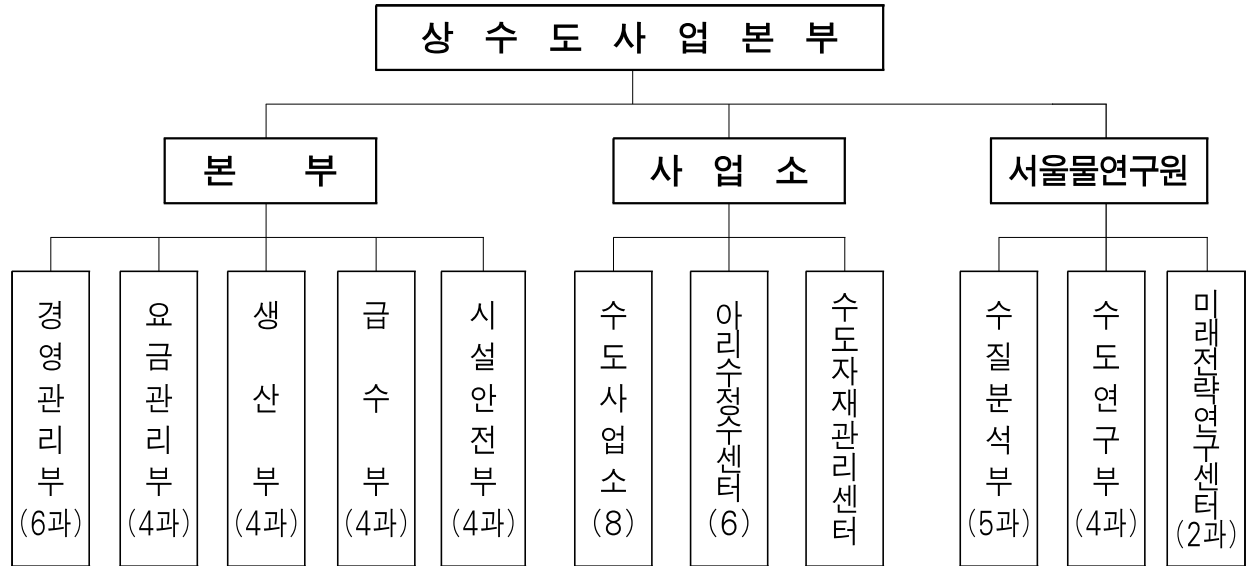 상 수 도 사 업 본 부
본 부
사 업 소
서울물연구원
경영관리부
(6과)
요금관리부
(4과)
생산부
(4과)
급수부
(4과)
시설안전부
(4과)
수도사업소
(8)
아리수정수센터
(6)
수도자재관리센터
수질분석부
(5과)
수도연구부
(4과)
미래전략연구센터
(2과)